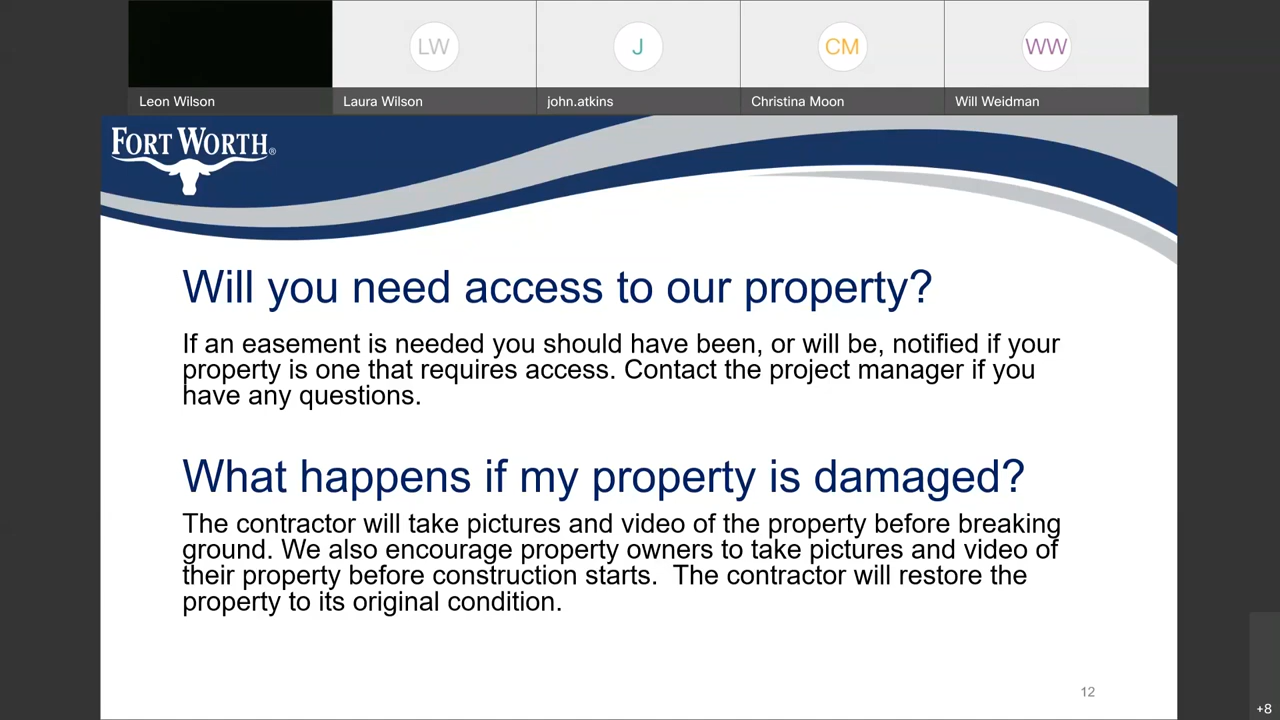 LW
J
CM
WW
Leon Wilson
Laura Wilson
john.atkins
Christina Moon
Will Weidman
FORT WORTH®
Will you need access to our property?
If an easement is needed you should have been, or will be, notified if your
property is one that requires access. Contact the project manager if you
have any questions.
What happens if my property is damaged?
The contractor will take pictures and video of the property before breaking
ground. We also encourage property owners to take pictures and video of
their property before construction starts.  The contractor will restore the
property to its original condition.
12
+8